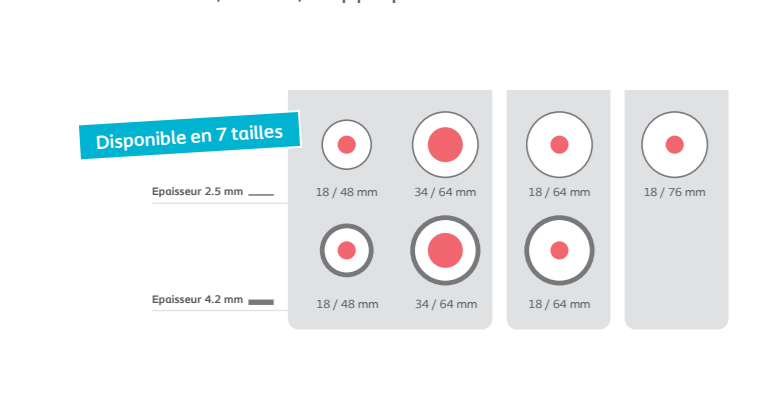 Disponible en 7 tailles
Epaisseur 2.5 mm
18 / 48 mm
34 / 64 mm
18 / 64 mm
18 / 76 mm
Epaisseur 4.2 mm
18 / 48 mm
34 / 64 mm
18 / 64 mm